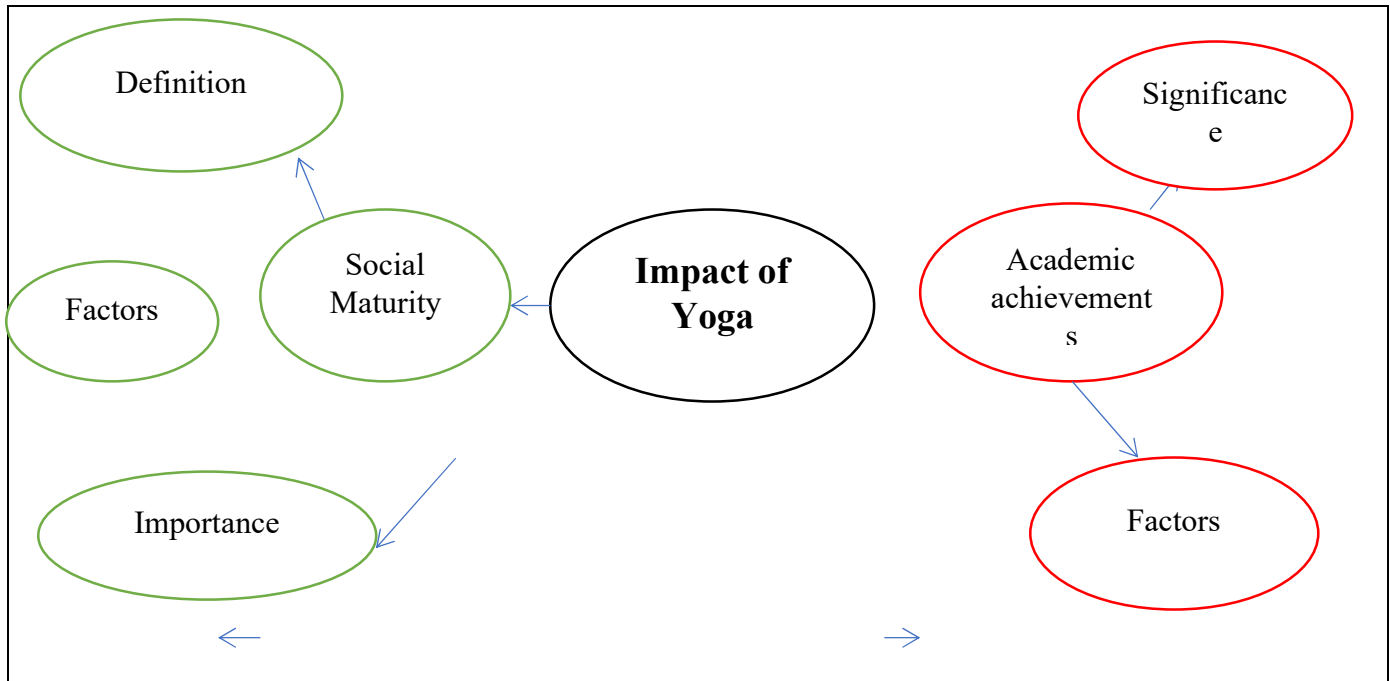 Definition
Significanc
e
Social
Maturity
Impact of
Yoga
Academic
achievement
s
Factors
Importance
Factors